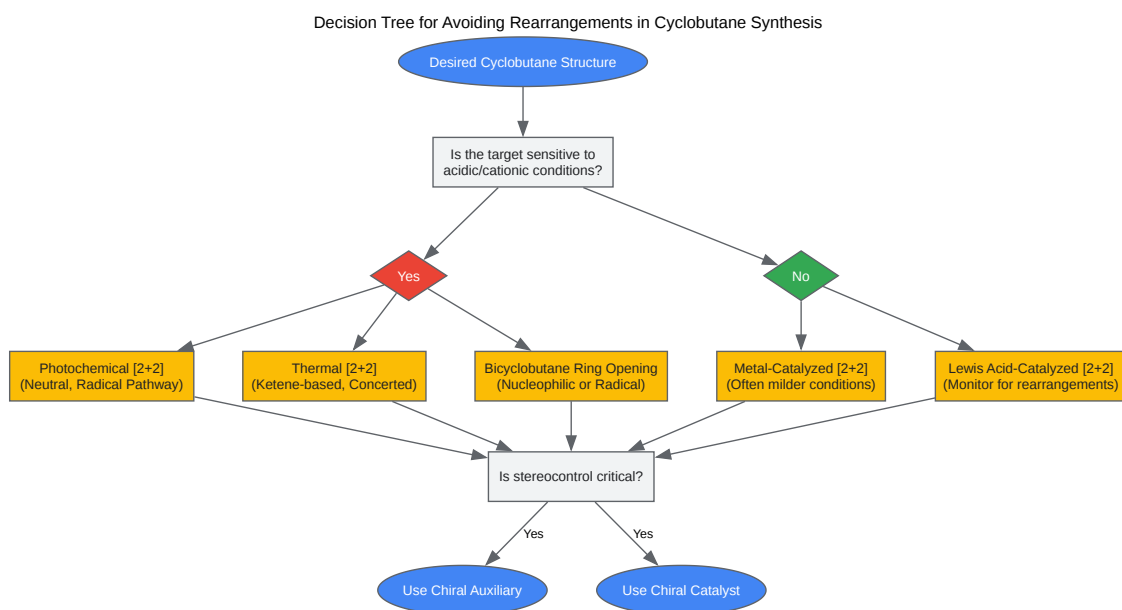 Decision Tree for Avoiding Rearrangements in Cyclobutane Synthesis
Desired Cyclobutane Structure
Is the target sensitive to
acidic/cationic conditions?
Yes
No
Photochemical [2+2]
(Neutral, Radical Pathway)
Thermal [2+2]
(Ketene-based, Concerted)
Bicyclobutane Ring Opening
(Nucleophilic or Radical)
Metal-Catalyzed [2+2]
(Often milder conditions)
Lewis Acid-Catalyzed [2+2]
(Monitor for rearrangements)
Is stereocontrol critical?
Yes
Yes
Use Chiral Auxiliary
Use Chiral Catalyst